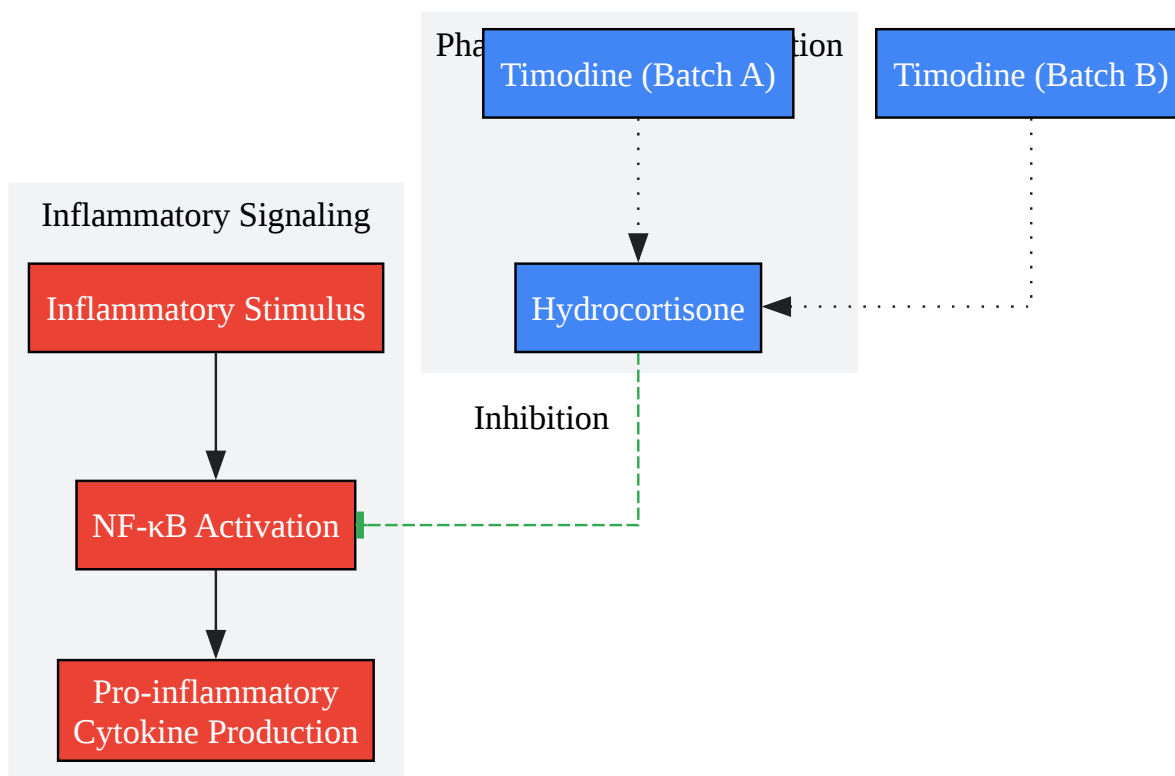 Timodine (Batch A)
Timodine (Batch B)
Inflammatory Signaling
Inflammatory Stimulus
Hydrocortisone
Inhibition
NF-κB Activation
Pro-inflammatory
Cytokine Production